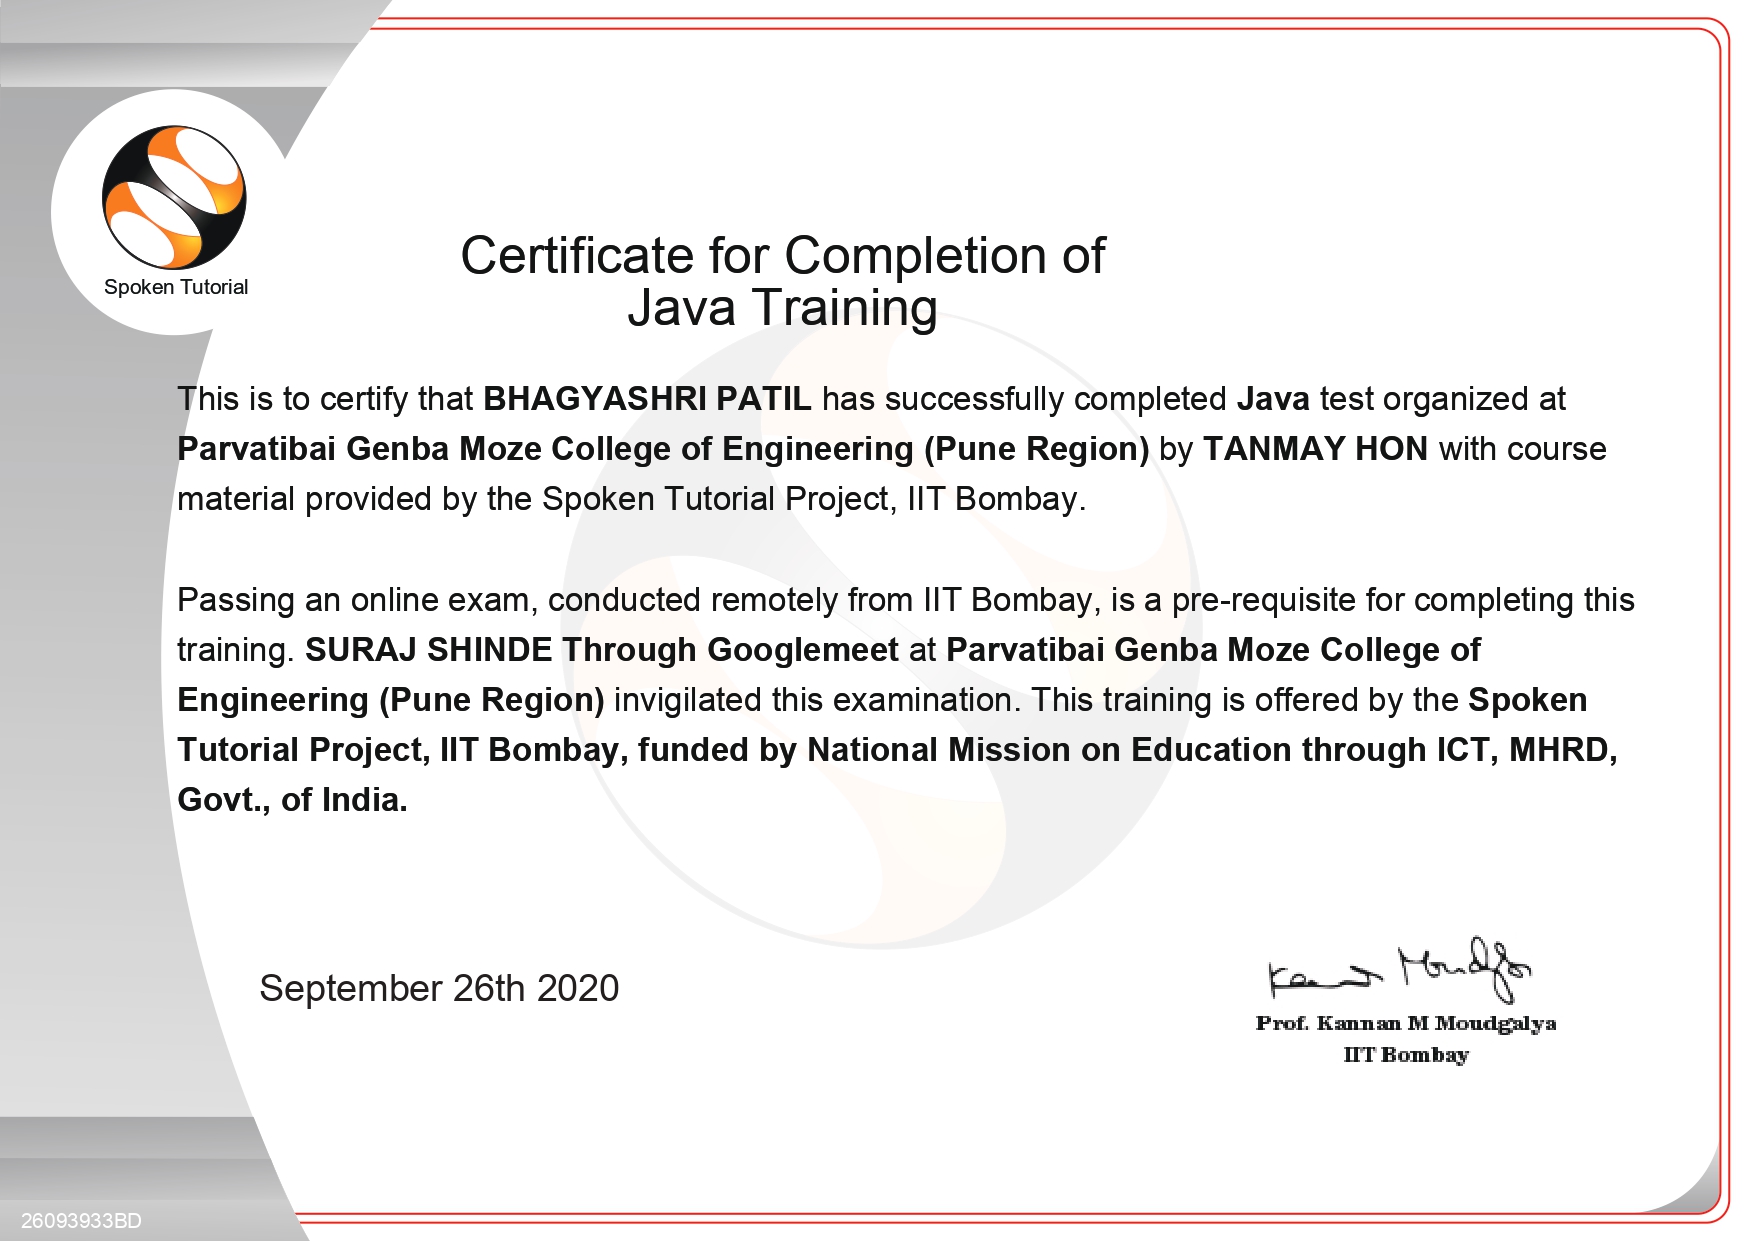 Spoken Tutorial
Certificate for Completion of
Java Training
This is to certify that BHAGYASHRI PATIL has successfully completed Java test organized at
Parvatibai Genba Moze College of Engineering (Pune Region) by TANMAY HON with course
material provided by the Spoken Tutorial Project, IIT Bombay.
Passing an online exam, conducted remotely from IIT Bombay, is a pre-requisite for completing this
training. SURAJ SHINDE Through Googlemeet at Parvatibai Genba Moze College of
Engineering (Pune Region) invigilated this examination. This training is offered by the Spoken
Tutorial Project, IIT Bombay, funded by National Mission on Education through ICT, MHRD,
Govt., of India.
September 26th 2020
Kannan Moudgalya
Prof. Kannan M Moudgalya
IIT Bombay
26093933BD